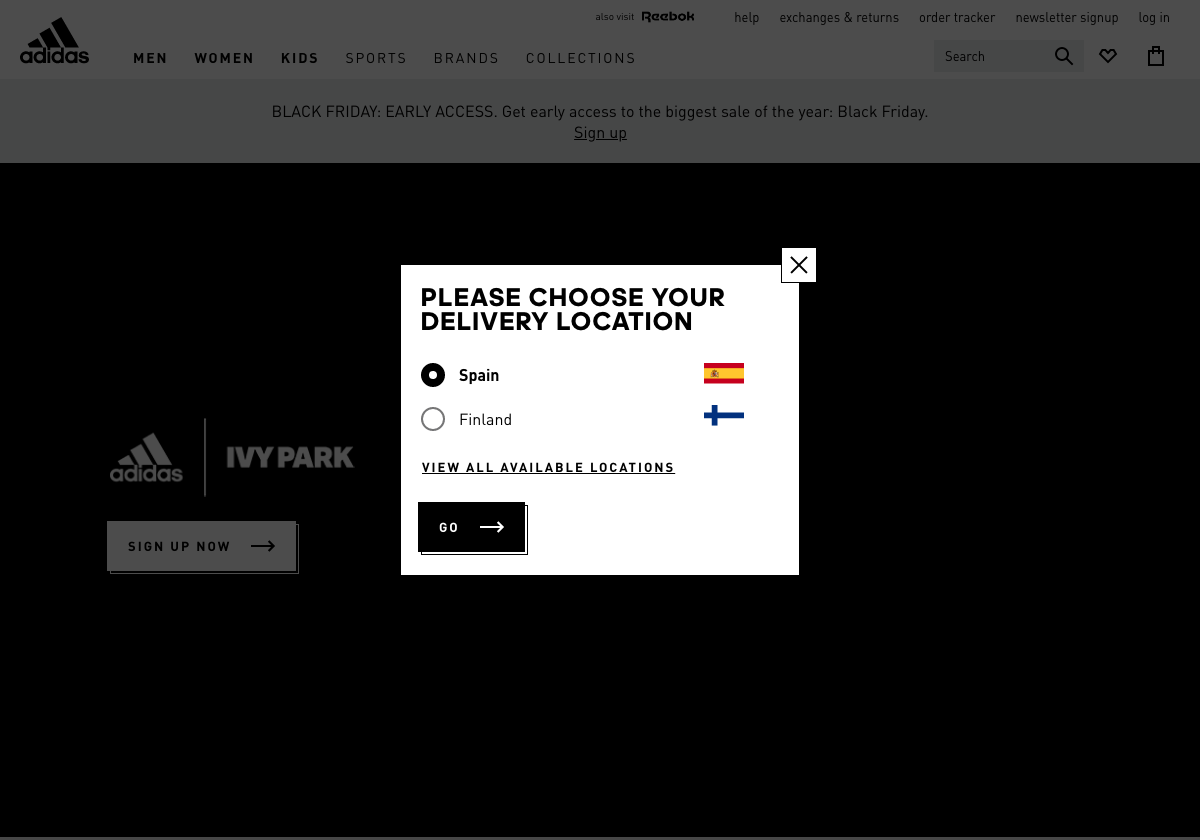 also visit Reebok
help
exchanges & returns
order tracker
newsletter signup
log in
adidas
MEN
WOMEN
KIDS
SPORTS
BRANDS
COLLECTIONS
Search
BLACK FRIDAY: EARLY ACCESS. Get early access to the biggest sale of the year: Black Friday.
Sign up
PLEASE CHOOSE YOUR
DELIVERY LOCATION
Spain
Finland
VIEW ALL AVAILABLE LOCATIONS
GO
adidas
IVY PARK
SIGN UP NOW